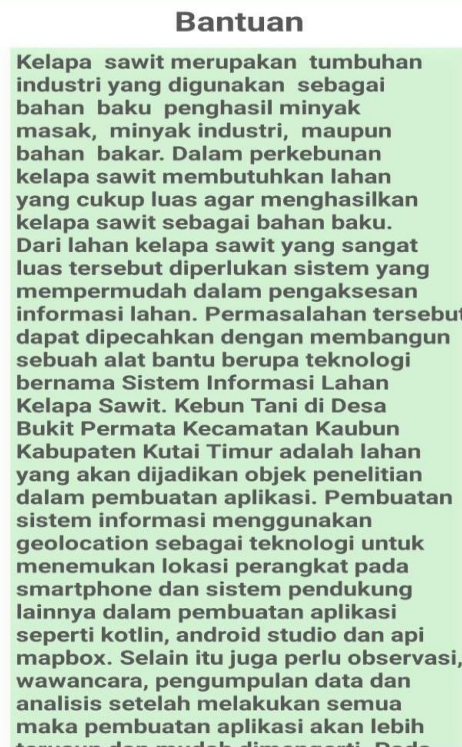 Bantuan
Kelapa sawit merupakan tumbuhan
industri yang digunakan sebagai
bahan baku penghasil minyak
masak, minyak industri, maupun
bahan bakar. Dalam perkebunan
kelapa sawit membutuhkan lahan
yang cukup luas agar menghasilkan
kelapa sawit sebagai bahan baku.
Dari lahan kelapa sawit yang sangat
luas tersebut diperlukan sistem yang
mempermudah dalam pengaksesan
informasi lahan. Permasalahan tersebut
dapat dipecahkan dengan membangun
sebuah alat bantu berupa teknologi
bernama Sistem Informasi Lahan
Kelapa Sawit. Kebun Tani di Desa
Bukit Permata Kecamatan Kaubun
Kabupaten Kutai Timur adalah lahan
yang akan dijadikan objek penelitian
dalam pembuatan aplikasi. Pembuatan
sistem informasi menggunakan
geolocation sebagai teknologi untuk
menemukan lokasi perangkat pada
smartphone dan sistem pendukung
lainnya dalam pembuatan aplikasi
seperti kotlin, android studio dan api
mapbox. Selain itu juga perlu observasi,
wawancara, pengumpulan data dan
analisis setelah melakukan semua
maka pembuatan aplikasi akan lebih
dan mudah dimengerti. Pada